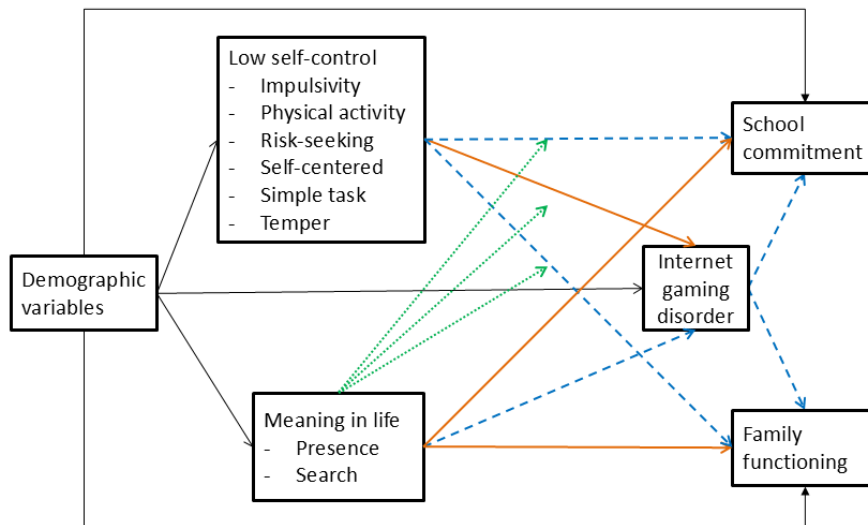 Low self-control
- Impulsivity
- Physical activity
- Risk-seeking
- Self-centered
- Simple task
- Temper
School
commitment
Demographic
variables
Internet
gaming
disorder
Meaning in life
- Presence
- Search
Family
functioning